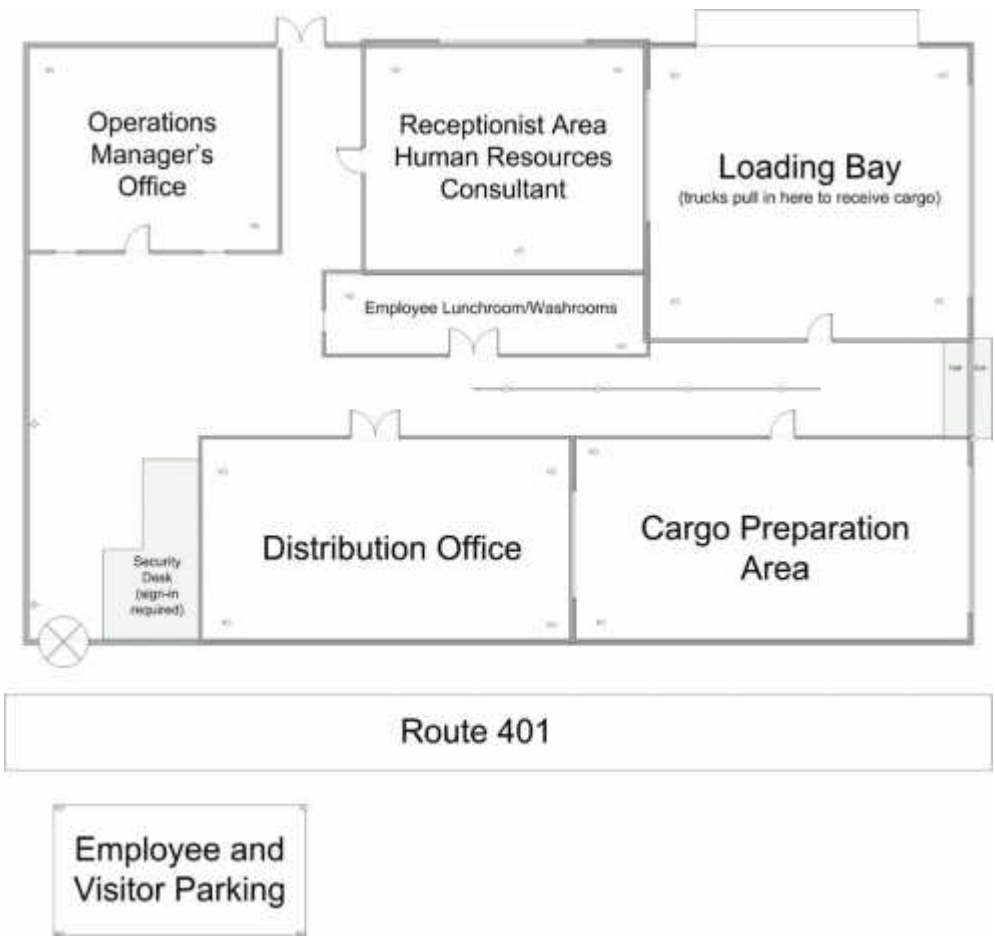 Operations
Manager's
Office
Receptionist Area
Human Resources
Consultant
Loading Bay
(trucks pull in here to receive cargo)
Employee Lunchroom/Washrooms
Distribution Office
Cargo Preparation
Area
Security
Desk
(sign-in
required)
Route 401
Employee and
Visitor Parking